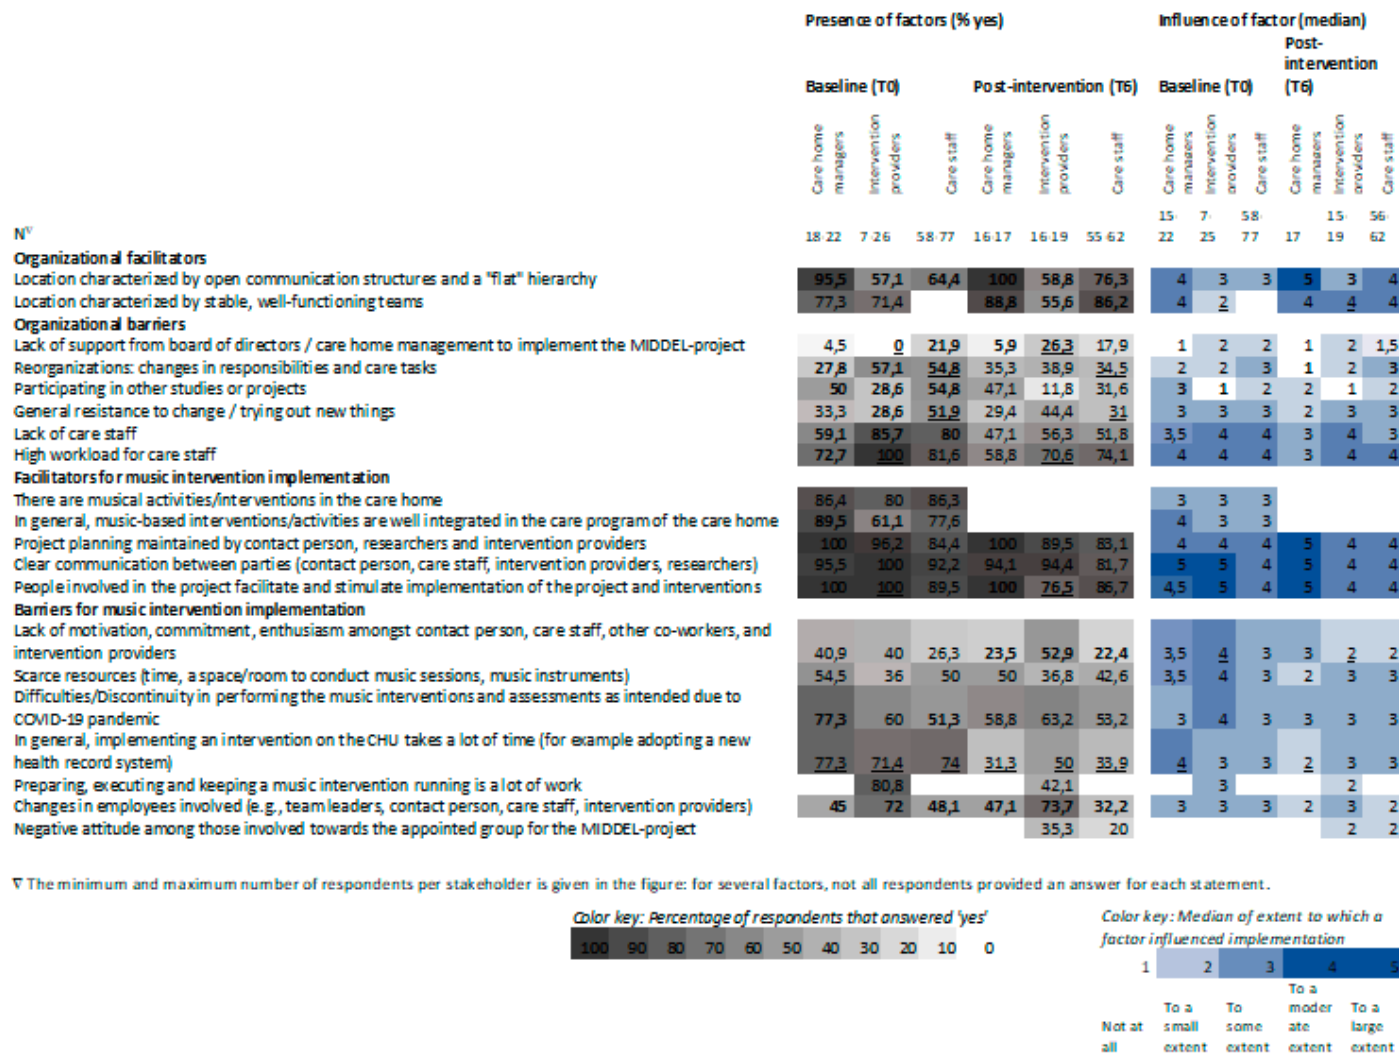 Presence of factors (% yes) Influence of factor (median)
Baseline (T0) Post-intervention (T6) Baseline (T0) Post-intervention (T6)
Care home managers Intervention providers Care staff Care home managers Intervention providers Care staff Care home managers Intervention providers Care staff Care home managers Intervention providers Care staff
N∇ 18-22 7-26 58-77 16-17 16-19 55-62 15-22 7-25 58-77 17 15-19 56-62
Organizational facilitators
Location characterized by open communication structures and a "flat" hierarchy 95,5 57,1 64,4 100 58,8 76,3 4 3 3 5 3 4
Location characterized by stable, well-functioning teams 77,3 71,4 88,8 55,6 86,2 4 2 4 4 4
Organizational barriers
Lack of support from board of directors / care home management to implement the MIDDEL-project 4,5 0 21,9 5,9 26,3 17,9 1 2 2 1 2 1,5
Reorganizations: changes in responsibilities and care tasks 27,8 57,1 54,8 35,3 38,9 34,5 2 2 3 1 2 3
Participating in other studies or projects 50 28,6 54,8 47,1 11,8 31,6 3 1 2 2 1 2
General resistance to change / trying out new things 33,3 28,6 51,9 29,4 44,4 31 3 3 3 2 3 3
Lack of care staff 59,1 85,7 80 47,1 56,3 51,8 3,5 4 4 3 4 3
High workload for care staff 72,7 100 81,6 58,8 70,6 74,1 4 4 4 3 4 4
Facilitators for music intervention implementation
There are musical activities/interventions in the care home 86,4 80 86,3 3 3 3
In general, music-based interventions/activities are well integrated in the care program of the care home 89,5 61,1 77,6 4 3 3
Project planning maintained by contact person, researchers and intervention providers 100 96,2 84,4 100 89,5 83,1 4 4 4 5 4 4
Clear communication between parties (contact person, care staff, intervention providers, researchers) 95,5 100 92,2 94,1 94,4 81,7 5 5 4 5 4 4
People involved in the project facilitate and stimulate implementation of the project and interventions 100 100 89,5 100 76,5 86,7 4,5 5 4 5 4 4
Barriers for music intervention implementation
Lack of motivation, commitment, enthusiasm amongst contact person, care staff, other co-workers, and
intervention providers 40,9 40 26,3 23,5 52,9 22,4 3,5 4 3 3 2 2
Scarce resources (time, a space/room to conduct music sessions, music instruments) 54,5 36 50 50 36,8 42,6 3,5 4 3 2 3 3
Difficulties/Discontinuity in performing the music interventions and assessments as intended due to
COVID-19 pandemic 77,3 60 51,3 58,8 63,2 53,2 3 4 3 3 3 3
In general, implementing an intervention on the CHU takes a lot of time (for example adopting a new
health record system) 77,3 71,4 74 31,3 50 33,9 4 3 3 2 3 3
Preparing, executing and keeping a music intervention running is a lot of work 80,8 42,1 3 2
Changes in employees involved (e.g., team leaders, contact person, care staff, intervention providers) 45 72 48,1 47,1 73,7 32,2 3 3 3 2 3 2
Negative attitude among those involved towards the appointed group for the MIDDEL-project 35,3 20 2 2
∇ The minimum and maximum number of respondents per stakeholder is given in the figure: for several factors, not all respondents provided an answer for each statement.
Color key: Percentage of respondents that answered 'yes'
100 90 80 70 60 50 40 30 20 10 0
Color key: Median of extent to which a
factor influenced implementation
1 2 3 4 5
Not at all To a small extent To some extent To a moderate extent To a large extent